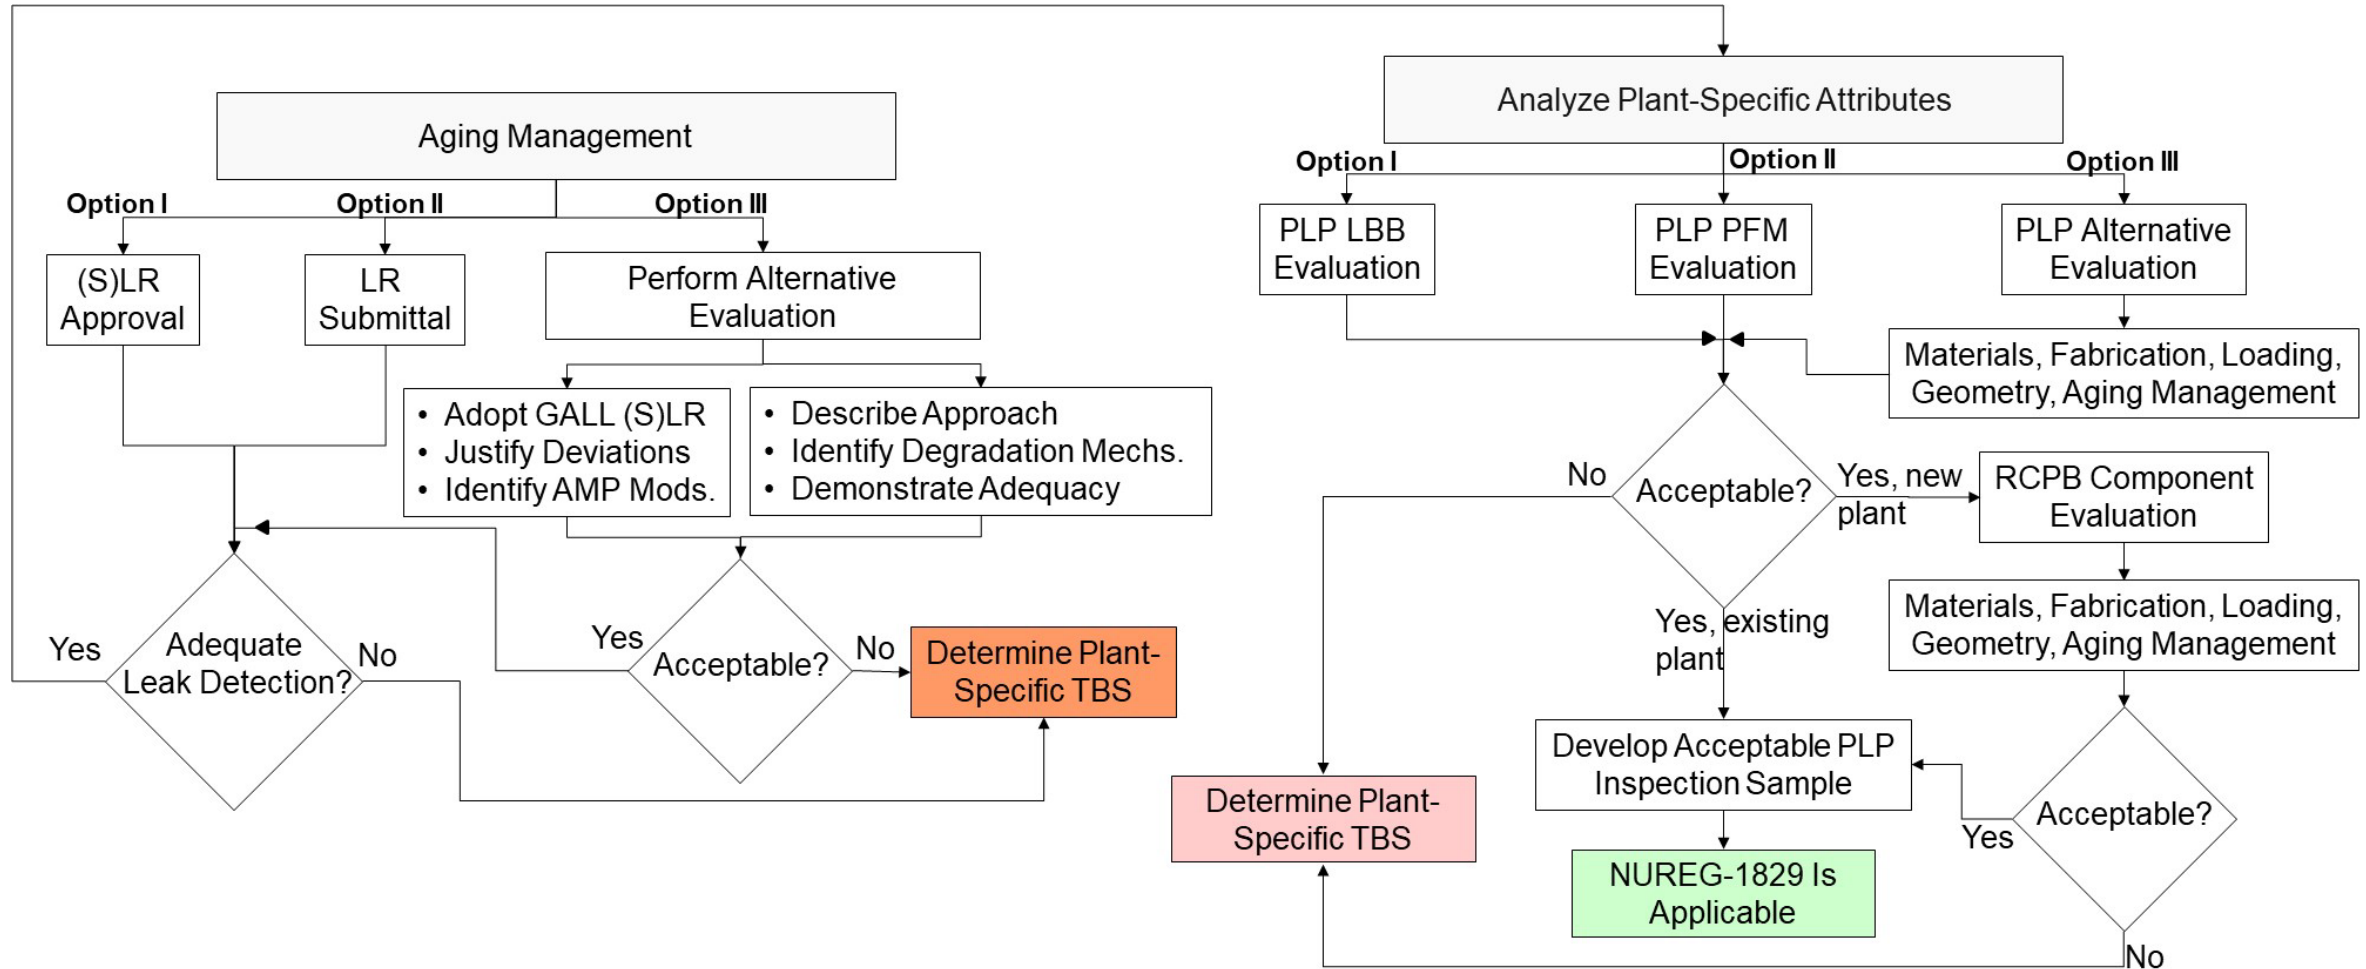 Aging Management
Option I
Option II
Option III
(S)LR
Approval
LR
Submittal
Perform Alternative
Evaluation
• Adopt GALL (S)LR
• Justify Deviations
• Identify AMP Mods.
• Describe Approach
• Identify Degradation Mechs.
• Demonstrate Adequacy
Yes
Adequate
Leak Detection?
No
Yes
Acceptable?
No
Determine Plant-
Specific TBS
Analyze Plant-Specific Attributes
Option I
Option II
Option III
PLP LBB
Evaluation
PLP PFM
Evaluation
PLP Alternative
Evaluation
Materials, Fabrication, Loading,
Geometry, Aging Management
No
Acceptable?
Yes, new
plant
RCPB Component
Evaluation
Materials, Fabrication, Loading,
Geometry, Aging Management
Yes, existing
plant
Develop Acceptable PLP
Inspection Sample
Acceptable?
Yes
No
Determine Plant-
Specific TBS
NUREG-1829 Is
Applicable